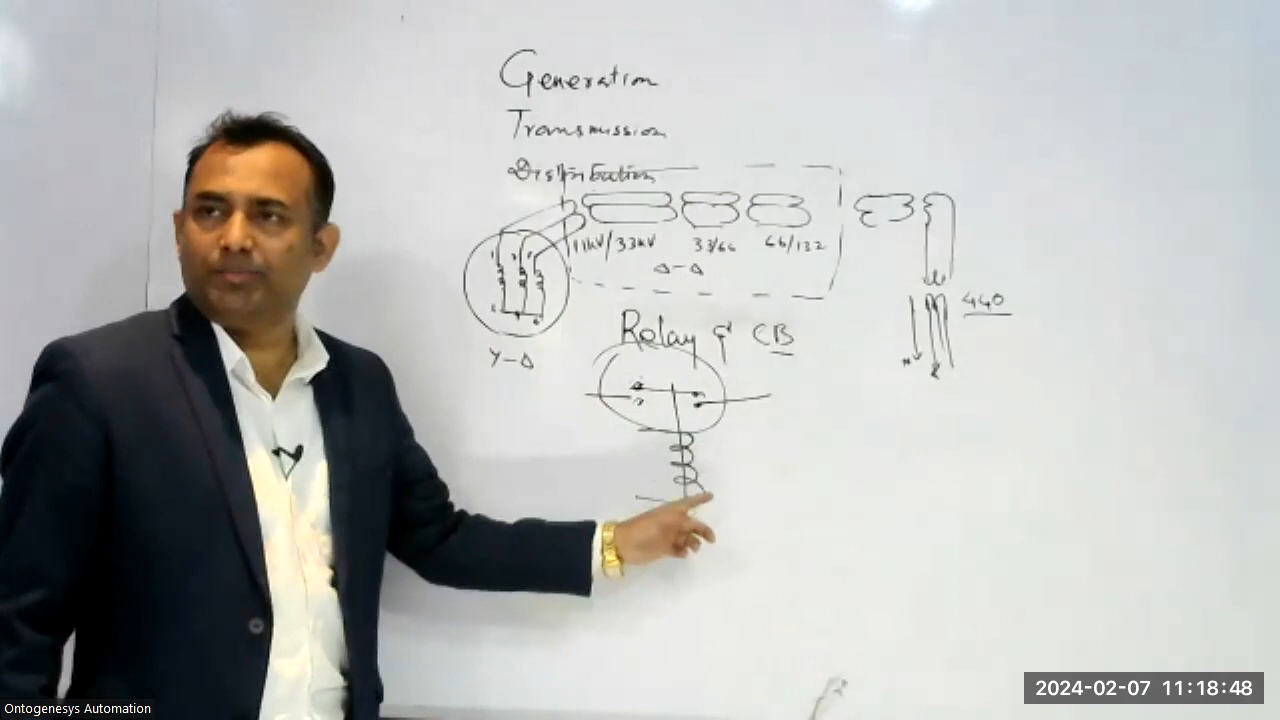 Generation
Transmission
Distribution
11kV/33kV 33/66 66/132
Δ-Δ
440
Relay & CB
Y-Δ
N R
Ontogenesys Automation
2024-02-07 11:18:48